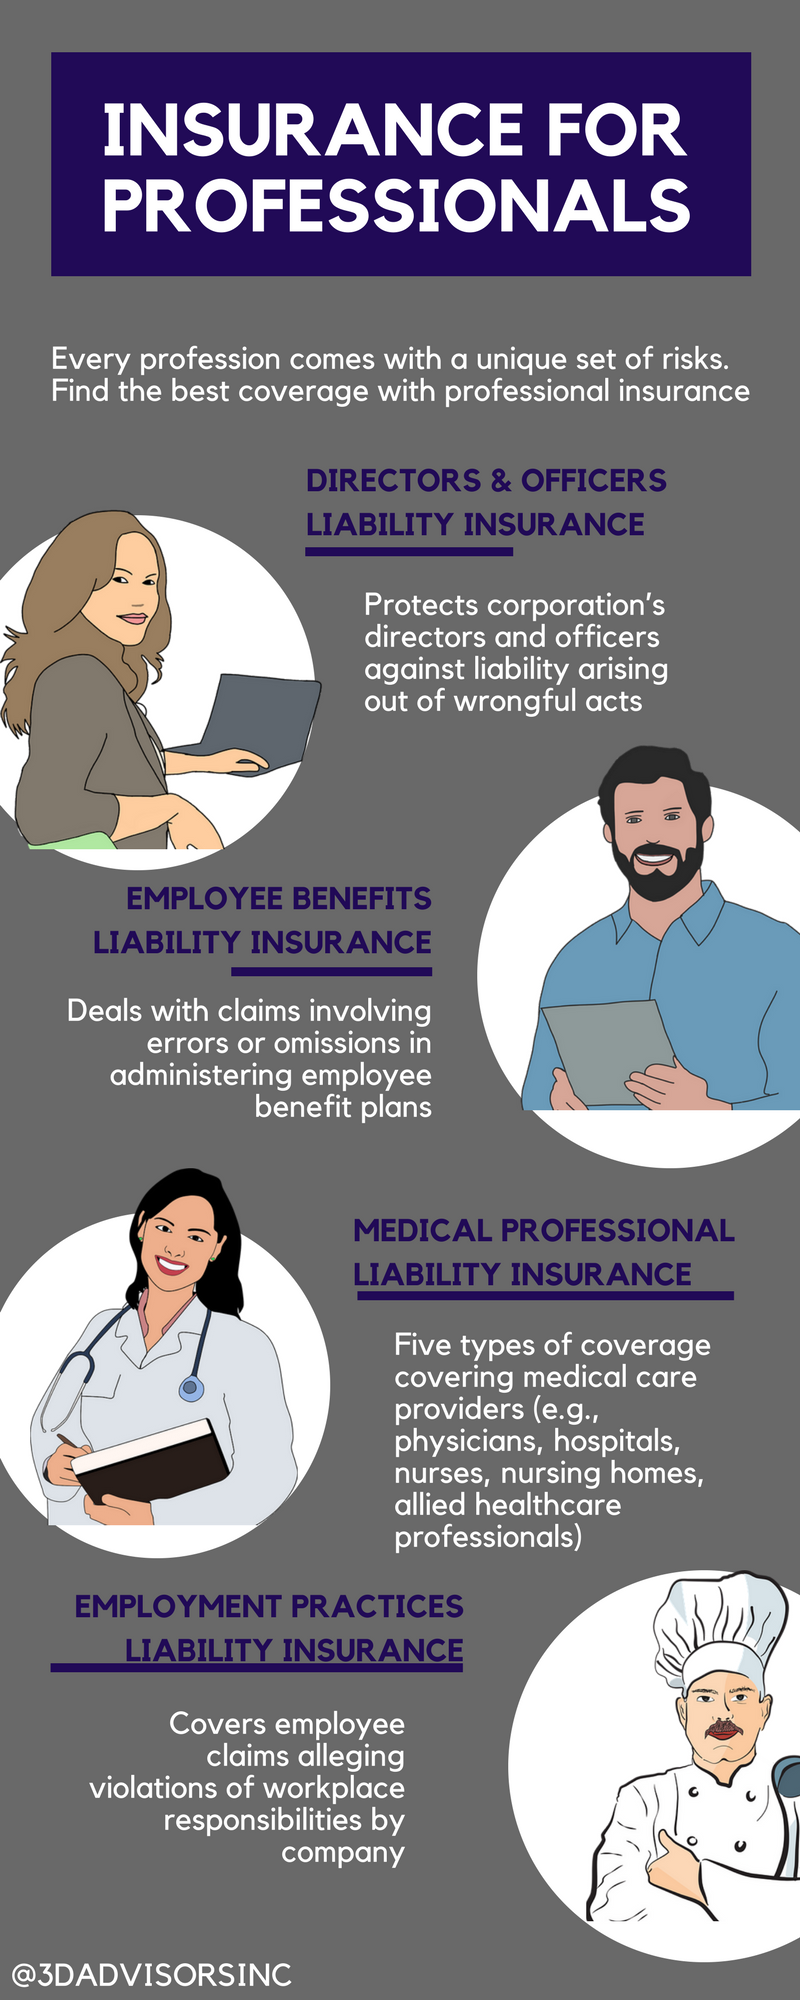 INSURANCE FOR
PROFESSIONALS
Every profession comes with a unique set of risks.
Find the best coverage with professional insurance
DIRECTORS & OFFICERS
LIABILITY INSURANCE
Protects corporation's
directors and officers
against liability arising
out of wrongful acts
EMPLOYEE BENEFITS
LIABILITY INSURANCE
Deals with claims involving
errors or omissions in
administering employee
benefit plans
MEDICAL PROFESSIONAL
LIABILITY INSURANCE
Five types of coverage
covering medical care
providers (e.g.,
physicians, hospitals,
nurses, nursing homes,
allied healthcare
professionals)
EMPLOYMENT PRACTICES
LIABILITY INSURANCE
Covers employee
claims alleging
violations of workplace
responsibilities by
company
@3DADVISORSINC